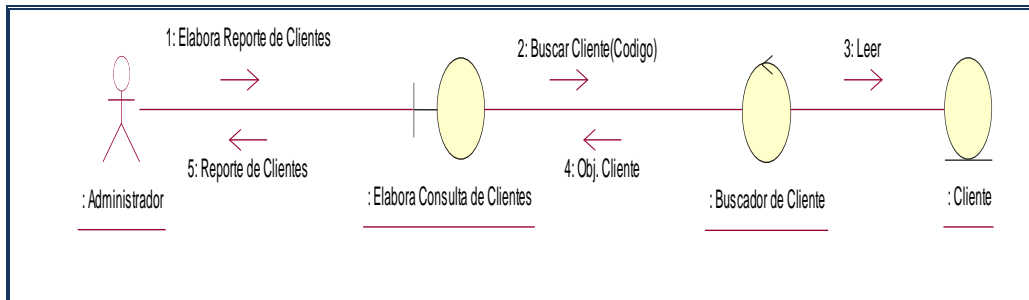 1: Elabora Reporte de Clientes
2: Buscar Cliente(Codigo)
3: Leer
5: Reporte de Clientes
4: Obj. Cliente
: Administrador
: Elabora Consulta de Clientes
: Buscador de Cliente
: Cliente